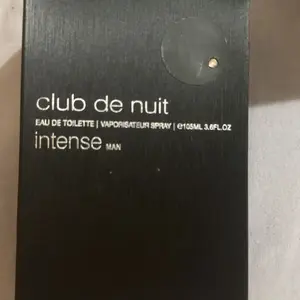 club de nuit
EAU DE TOILETTE | VAPORISATEUR SPRAY | ℮105ML 3.6FL.OZ
intense MAN